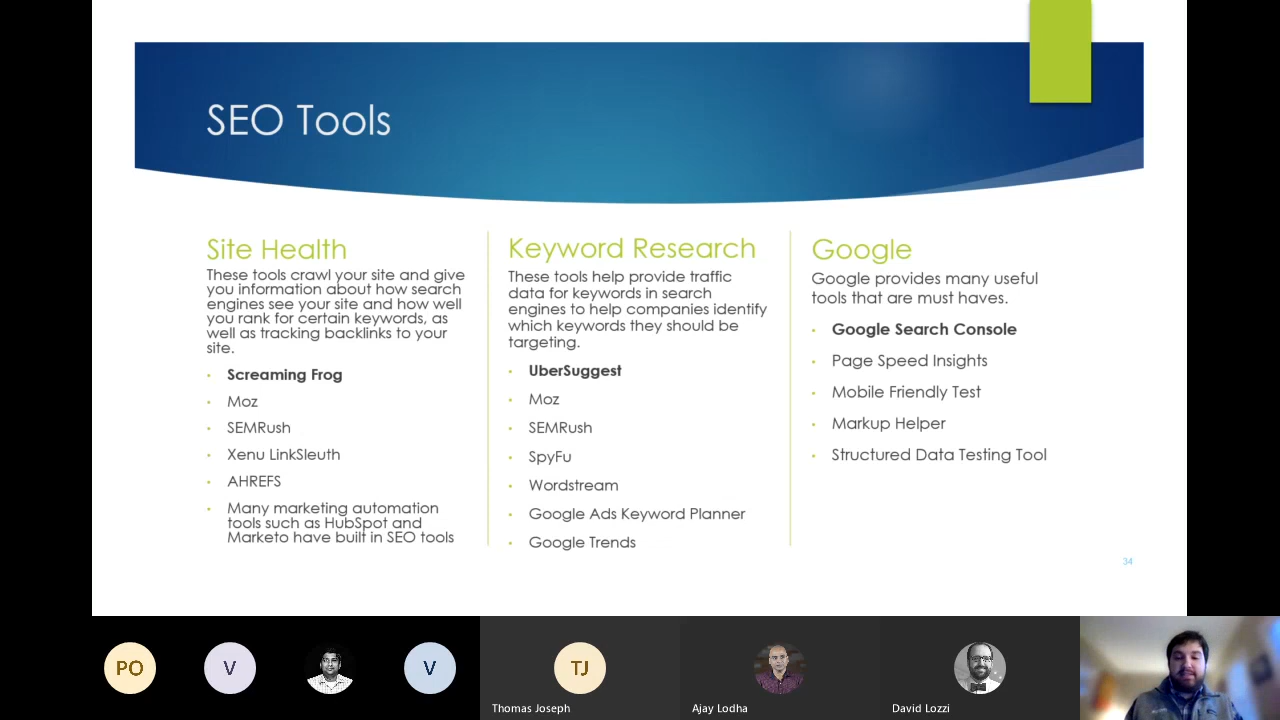 SEO Tools
Site Health
These tools crawl your site and give
you information about how search
engines see your site and how well
you rank for certain keywords, as
well as tracking backlinks to your
site.
Screaming Frog
Moz
SEMRush
Xenu LinkSleuth
AHREFS
Many marketing automation
tools such as HubSpot and
Marketo have built in SEO tools
Keyword Research
These tools help provide traffic
data for keywords in search
engines to help companies identify
which keywords they should be
targeting.
UberSuggest
Moz
SEMRush
SpyFu
Wordstream
Google Ads Keyword Planner
Google Trends
Google
Google provides many useful
tools that are must haves.
Google Search Console
Page Speed Insights
Mobile Friendly Test
Markup Helper
Structured Data Testing Tool
34
PO
V
V
TJ
Thomas Joseph
Ajay Lodha
David Lozzi